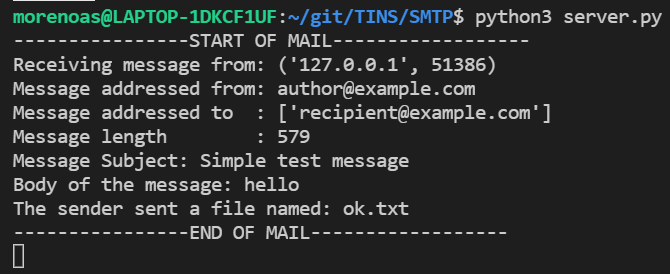 morenoas@LAPTOP-1DKCF1UF:~/git/TINS/SMTP$ python3 server.py
----------------START OF MAIL------------------
Receiving message from: ('127.0.0.1', 51386)
Message addressed from: author@example.com
Message addressed to  : ['recipient@example.com']
Message length        : 579
Message Subject: Simple test message
Body of the message: hello
The sender sent a file named: ok.txt
----------------END OF MAIL------------------